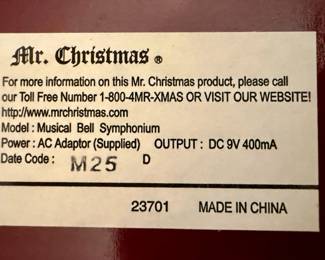 Mr. Christmas ®
For more information on this Mr. Christmas product, please call
our Toll Free Number 1-800-4MR-XMAS OR VISIT OUR WEBSITE!
http://www.mrchristmas.com
Model : Musical Bell Symphonium
Power : AC Adaptor (Supplied) OUTPUT : DC 9V 400mA
Date Code : M25 D
23701 MADE IN CHINA